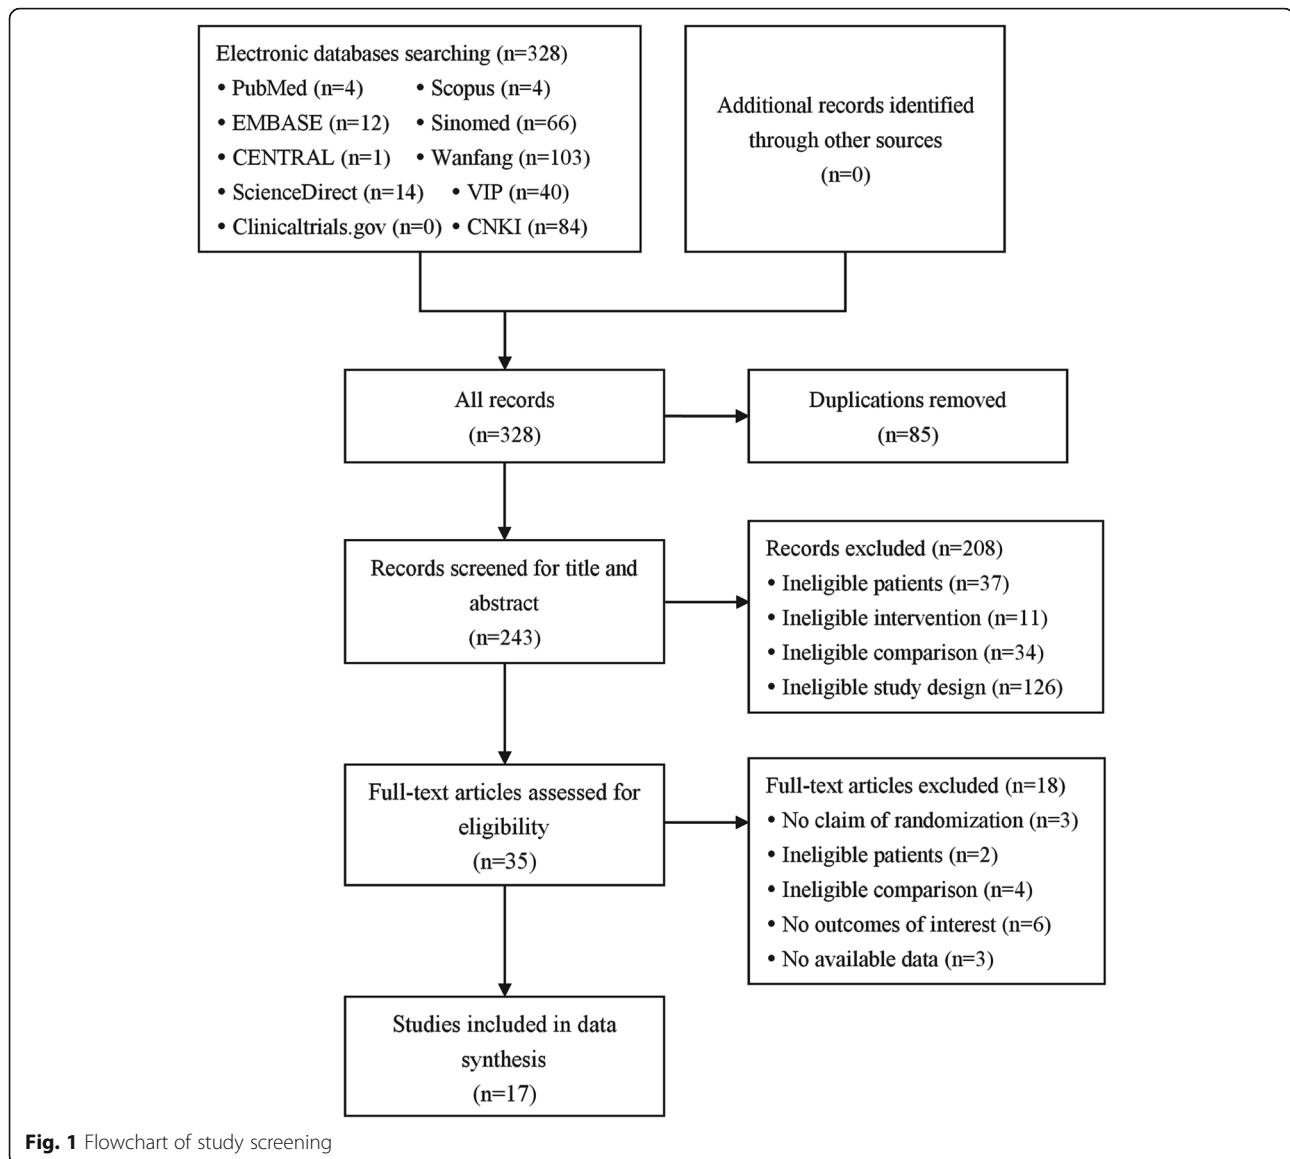 Electronic databases searching (n=328)
• PubMed (n=4) • Scopus (n=4)
• EMBASE (n=12) • Sinomed (n=66)
• CENTRAL (n=1) • Wanfang (n=103)
• ScienceDirect (n=14) • VIP (n=40)
• Clinicaltrials.gov (n=0) • CNKI (n=84)
Additional records identified
through other sources
(n=0)
All records
(n=328)
Duplications removed
(n=85)
Records screened for title and
abstract
(n=243)
Records excluded (n=208)
• Ineligible patients (n=37)
• Ineligible intervention (n=11)
• Ineligible comparison (n=34)
• Ineligible study design (n=126)
Full-text articles assessed for
eligibility
(n=35)
Full-text articles excluded (n=18)
• No claim of randomization (n=3)
• Ineligible patients (n=2)
• Ineligible comparison (n=4)
• No outcomes of interest (n=6)
• No available data (n=3)
Studies included in data
synthesis
(n=17)
Fig. 1 Flowchart of study screening